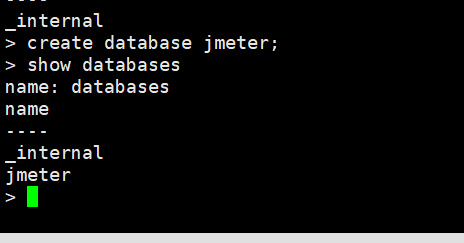 ----
_internal
> create database jmeter;
> show databases
name: databases
name
----
_internal
jmeter
>